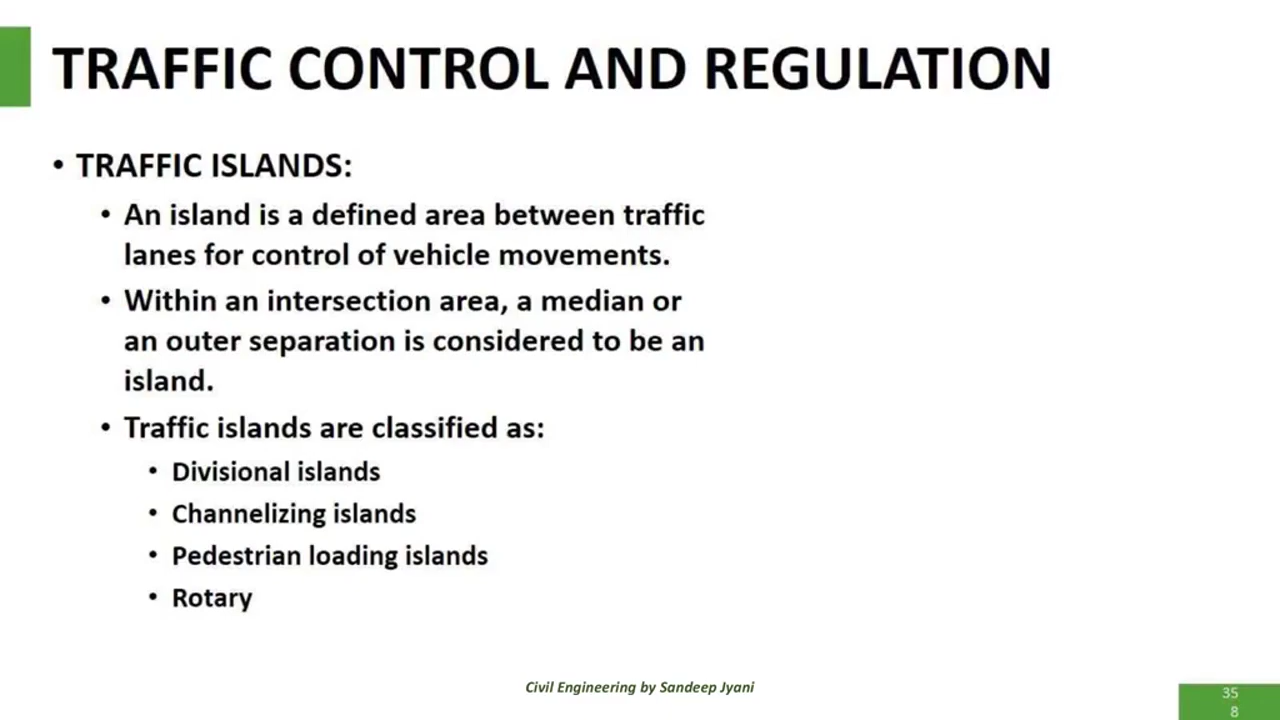 TRAFFIC CONTROL AND REGULATION
• TRAFFIC ISLANDS:
• An island is a defined area between traffic
lanes for control of vehicle movements.
• Within an intersection area, a median or
an outer separation is considered to be an
island.
• Traffic islands are classified as:
• Divisional islands
• Channelizing islands
• Pedestrian loading islands
• Rotary
Civil Engineering by Sandeep Jyani
35
8